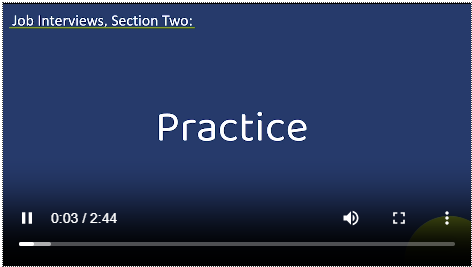 Job Interviews, Section Two:
Practice
0:03 / 2:44